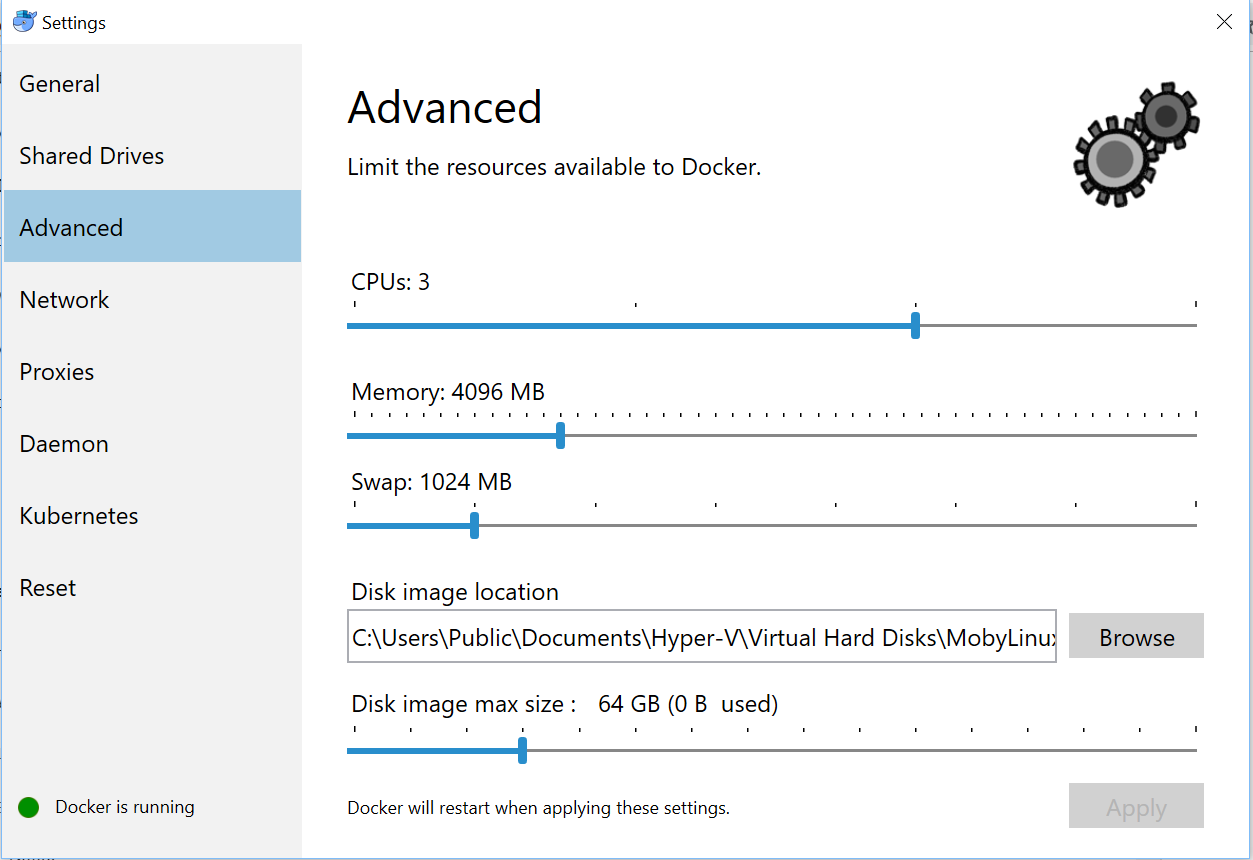 Settings
General
Shared Drives
Advanced
Network
Proxies
Daemon
Kubernetes
Reset
Docker is running
Advanced
Limit the resources available to Docker.
CPUs: 3
Memory: 4096 MB
Swap: 1024 MB
Disk image location
C:\Users\Public\Documents\Hyper-V\Virtual Hard Disks\MobyLinux
Browse
Disk image max size : 64 GB (0 B used)
Docker will restart when applying these settings.
Apply